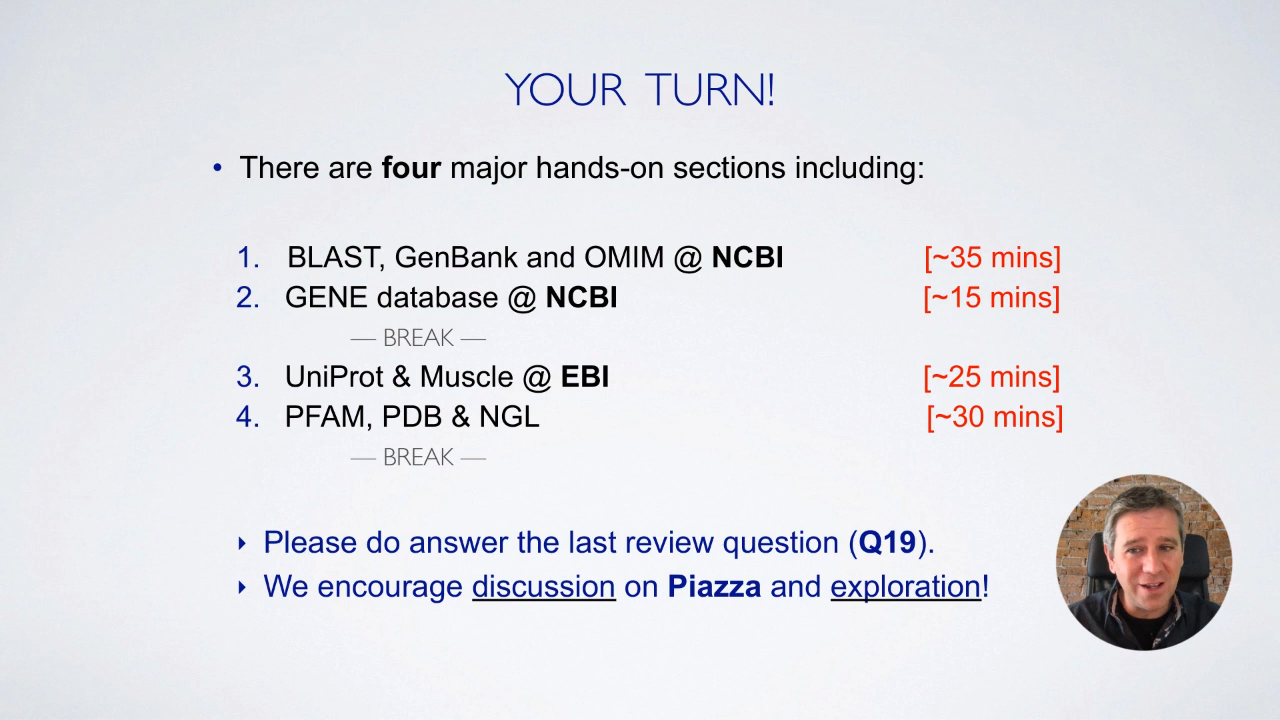 YOUR TURN!
• There are four major hands-on sections including:
1. BLAST, GenBank and OMIM @ NCBI [~35 mins]
2. GENE database @ NCBI [~15 mins]
— BREAK —
3. UniProt & Muscle @ EBI [~25 mins]
4. PFAM, PDB & NGL [~30 mins]
— BREAK —
‣ Please do answer the last review question (Q19).
‣ We encourage discussion on Piazza and exploration!